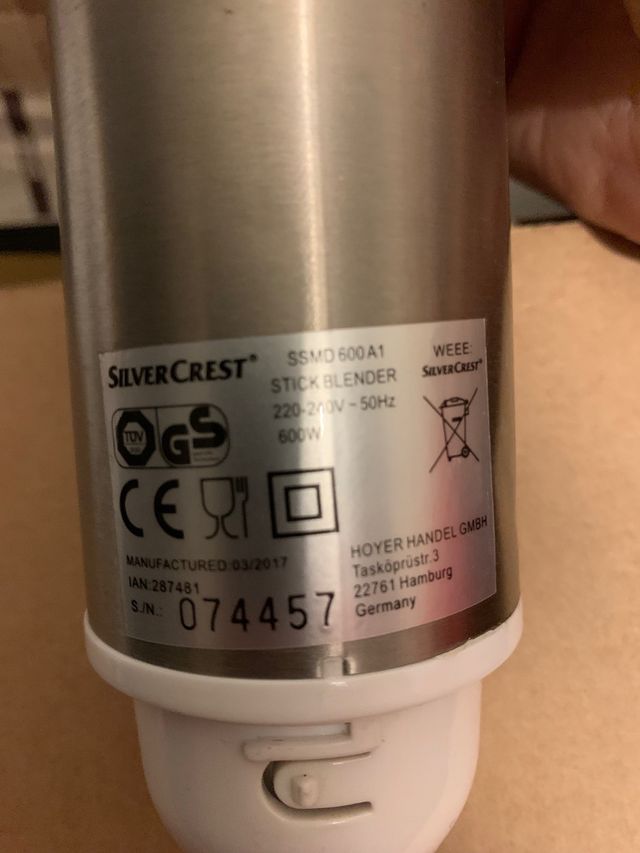 SILVERCREST®
SSMD 600 A1
STICK BLENDER
220-240V ~ 50Hz
600W
WEEE:
SILVERCREST®
TÜV
GS
CE
MANUFACTURED:03/2017
IAN:287481
S./N.: 074457
HOYER HANDEL GMBH
Tasköprüstr.3
22761 Hamburg
Germany